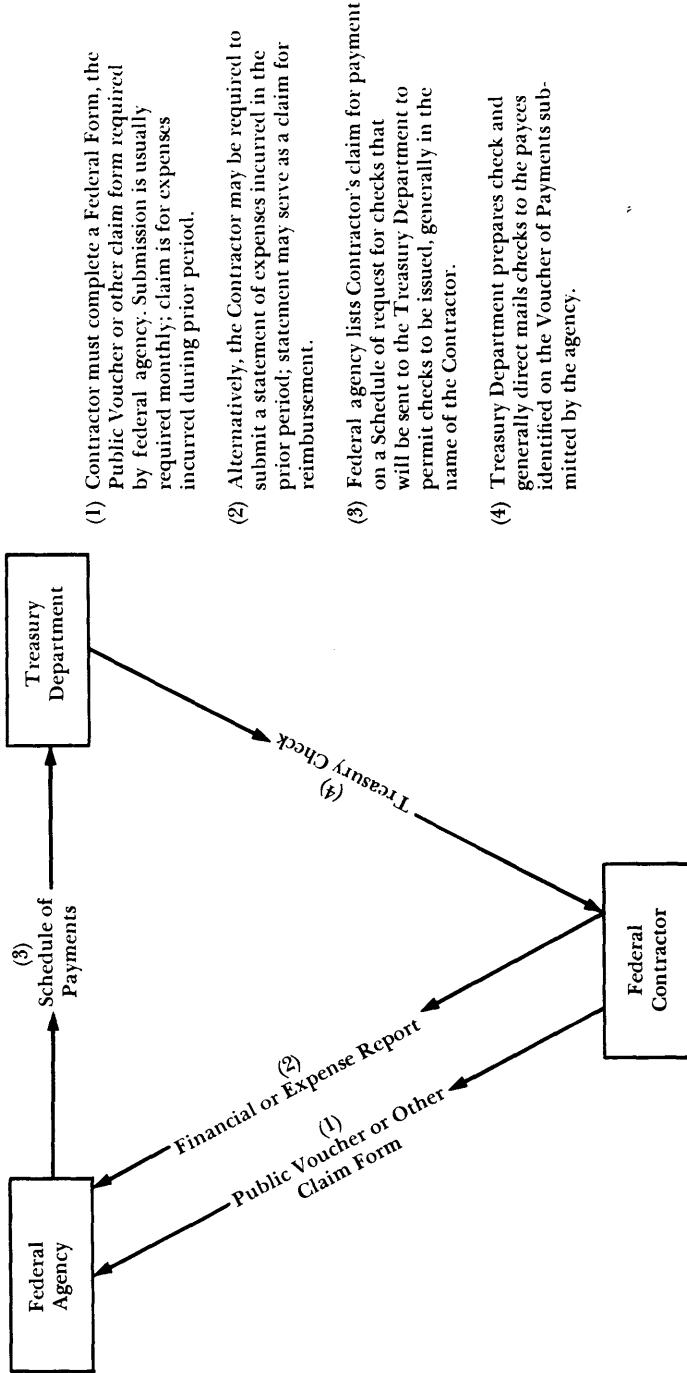 Federal
Agency
(3)
Schedule of
Payments
Treasury
Department
(2)
Financial or Expense Report
(1)
Public Voucher or Other
Claim Form
(4)
Treasury Check
Federal
Contractor
(1) Contractor must complete a Federal Form, the
Public Voucher or other claim form required
by federal agency. Submission is usually
required monthly; claim is for expenses
incurred during prior period.
(2) Alternatively, the Contractor may be required to
submit a statement of expenses incurred in the
prior period; statement may serve as a claim for
reimbursement.
(3) Federal agency lists Contractor's claim for payment
on a Schedule of request for checks that
will be sent to the Treasury Department to
permit checks to be issued, generally in the
name of the Contractor.
(4) Treasury Department prepares check and
generally direct mails checks to the payees
identified on the Voucher of Payments sub-
mitted by the agency.